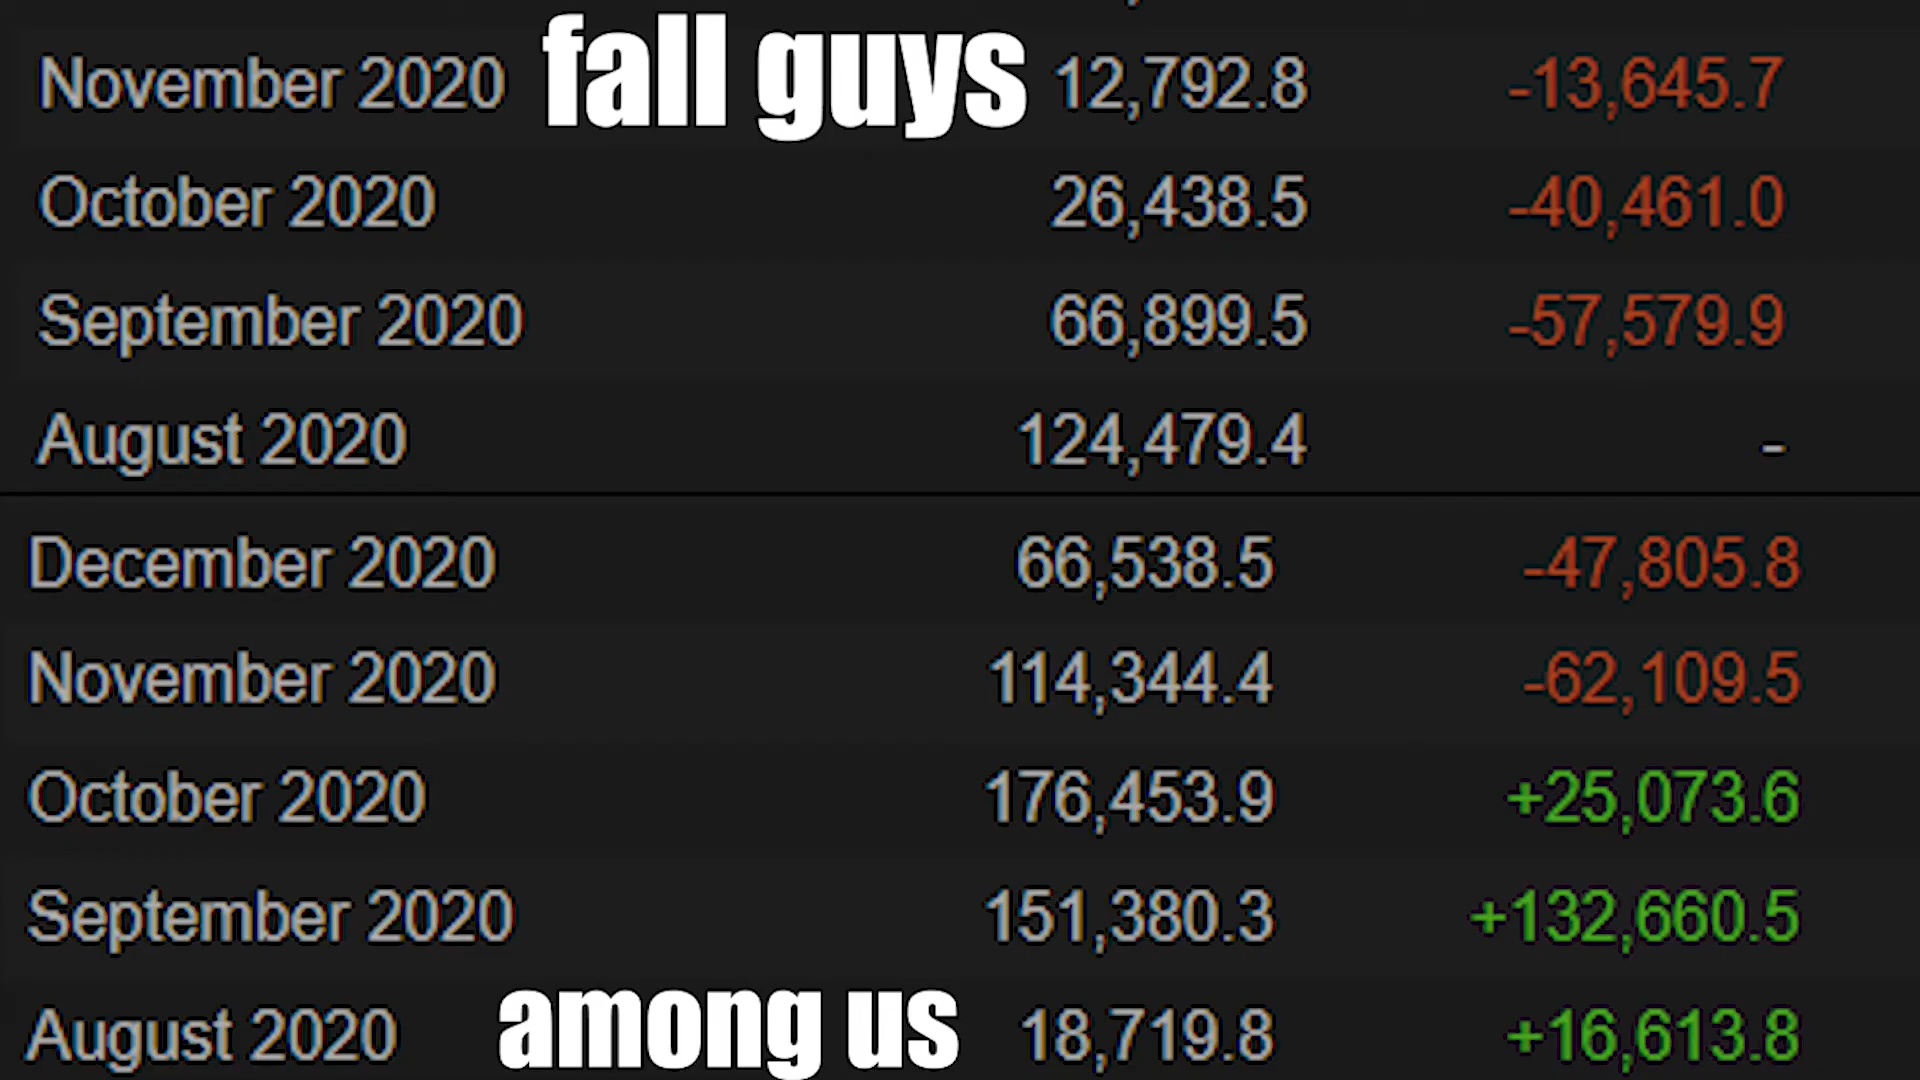 November 2020 fall guys 12,792.8 -13,645.7
October 2020 26,438.5 -40,461.0
September 2020 66,899.5 -57,579.9
August 2020 124,479.4 -
December 2020 66,538.5 -47,805.8
November 2020 114,344.4 -62,109.5
October 2020 176,453.9 +25,073.6
September 2020 151,380.3 +132,660.5
August 2020 among us 18,719.8 +16,613.8